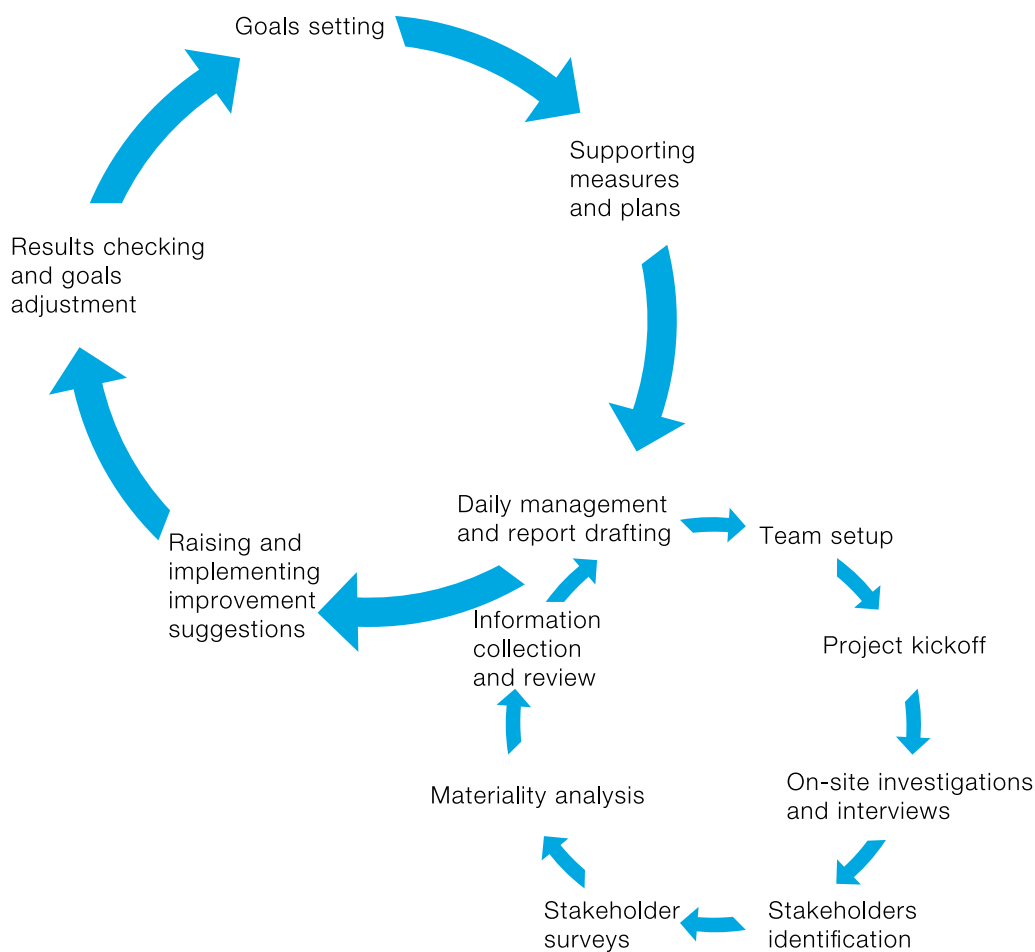 Goals setting
Supporting
measures
and plans
Results checking
and goals
adjustment
Daily management
and report drafting
Team setup
Raising and
implementing
improvement
suggestions
Information
collection
and review
Project kickoff
Materiality analysis
On-site investigations
and interviews
Stakeholder
surveys
Stakeholders
identification